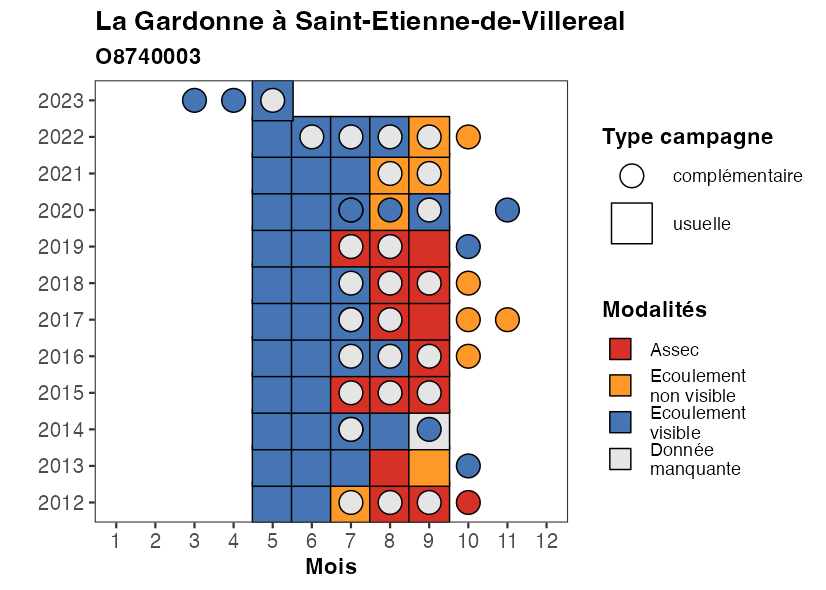 La Gardonne à Saint-Etienne-de-Villereal
O8740003
2023
2022
2021
2020
2019
2018
2017
2016
2015
2014
2013
2012
1 2 3 4 5 6 7 8 9 10 11 12
Mois
Type campagne
complémentaire
usuelle
Modalités
Assec
Ecoulement
non visible
Ecoulement
visible
Donnée
manquante